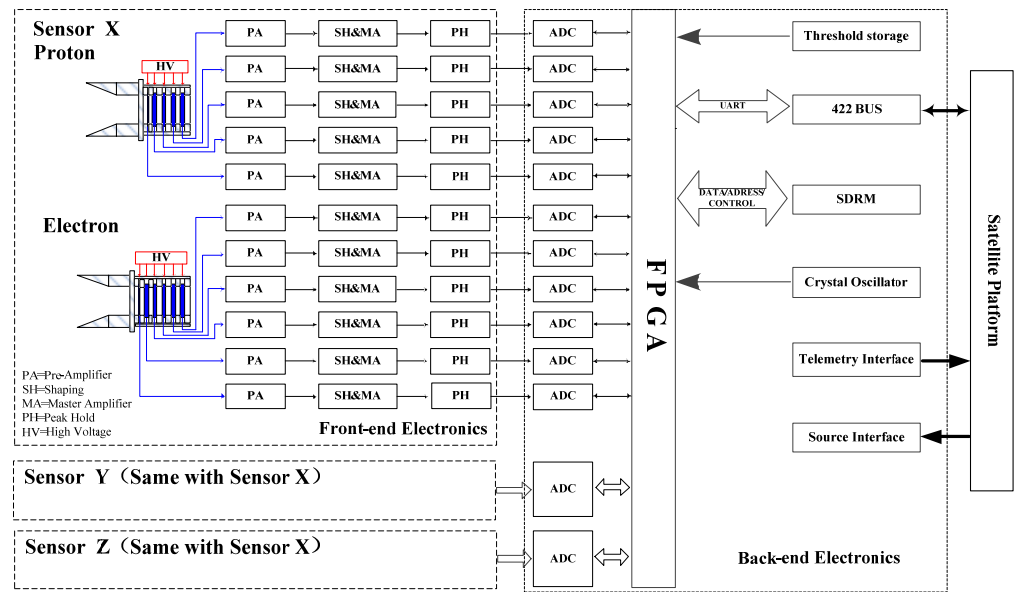 Sensor X
Proton
HV
PA SH&MA PH ADC
PA SH&MA PH ADC
PA SH&MA PH ADC
PA SH&MA PH ADC
PA SH&MA PH ADC
Electron
HV
PA SH&MA PH ADC
PA SH&MA PH ADC
PA SH&MA PH ADC
PA SH&MA PH ADC
PA SH&MA PH ADC
PA SH&MA PH ADC
PA=Pre-Amplifier
SH=Shaping
MA=Master Amplifier
PH=Peak Hold
HV=High Voltage
Front-end Electronics
Sensor Y（Same with Sensor X）
ADC
Sensor Z（Same with Sensor X）
ADC
FPGA
Threshold storage
UART
422 BUS
DATA/ADRESS
CONTROL
SDRM
Crystal Oscillator
Telemetry Interface
Source Interface
Back-end Electronics
Satellite Platform